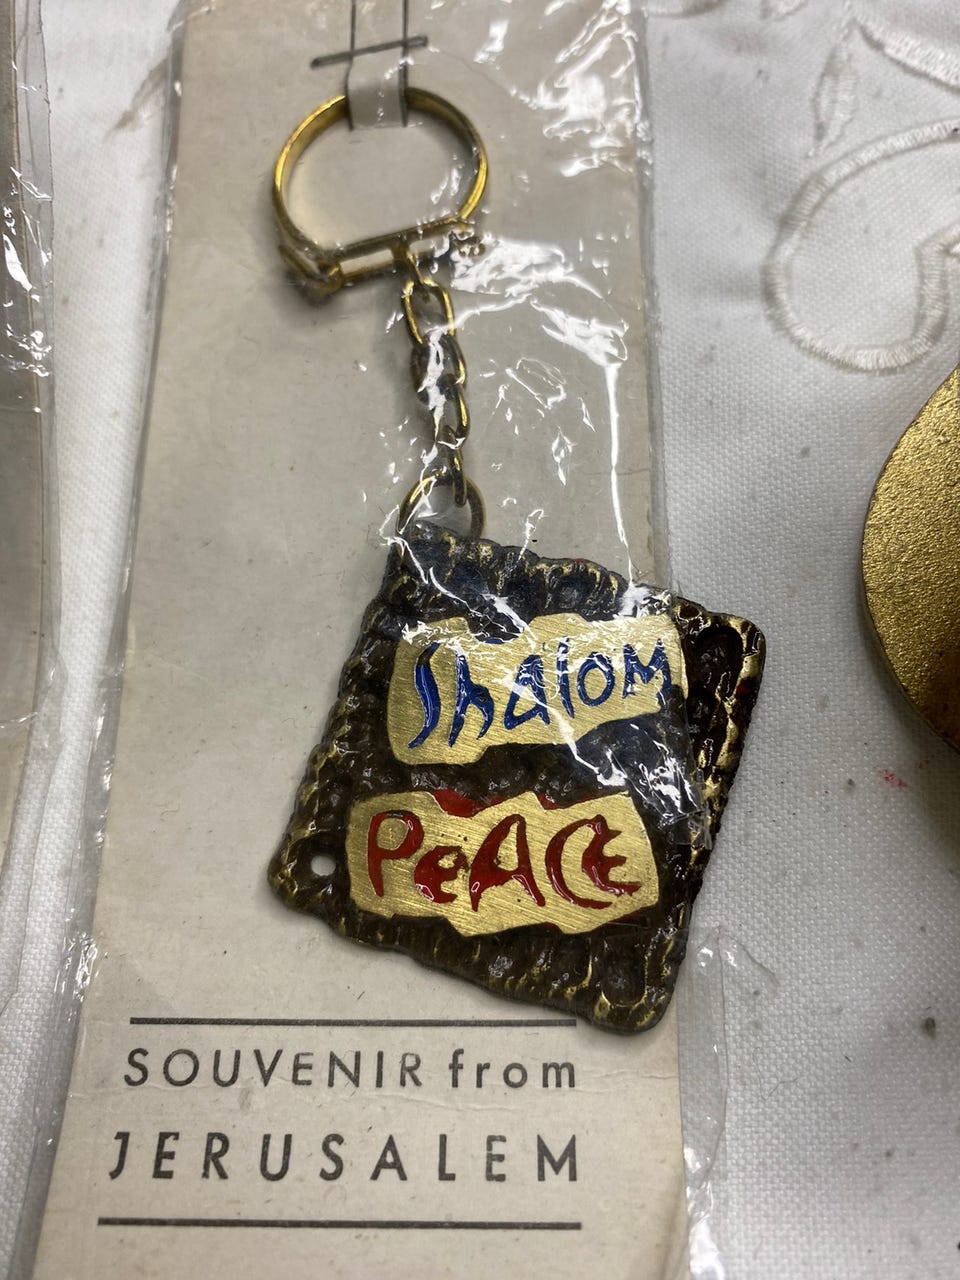 Shalom
PeACE
SOUVENIR from
JERUSALEM